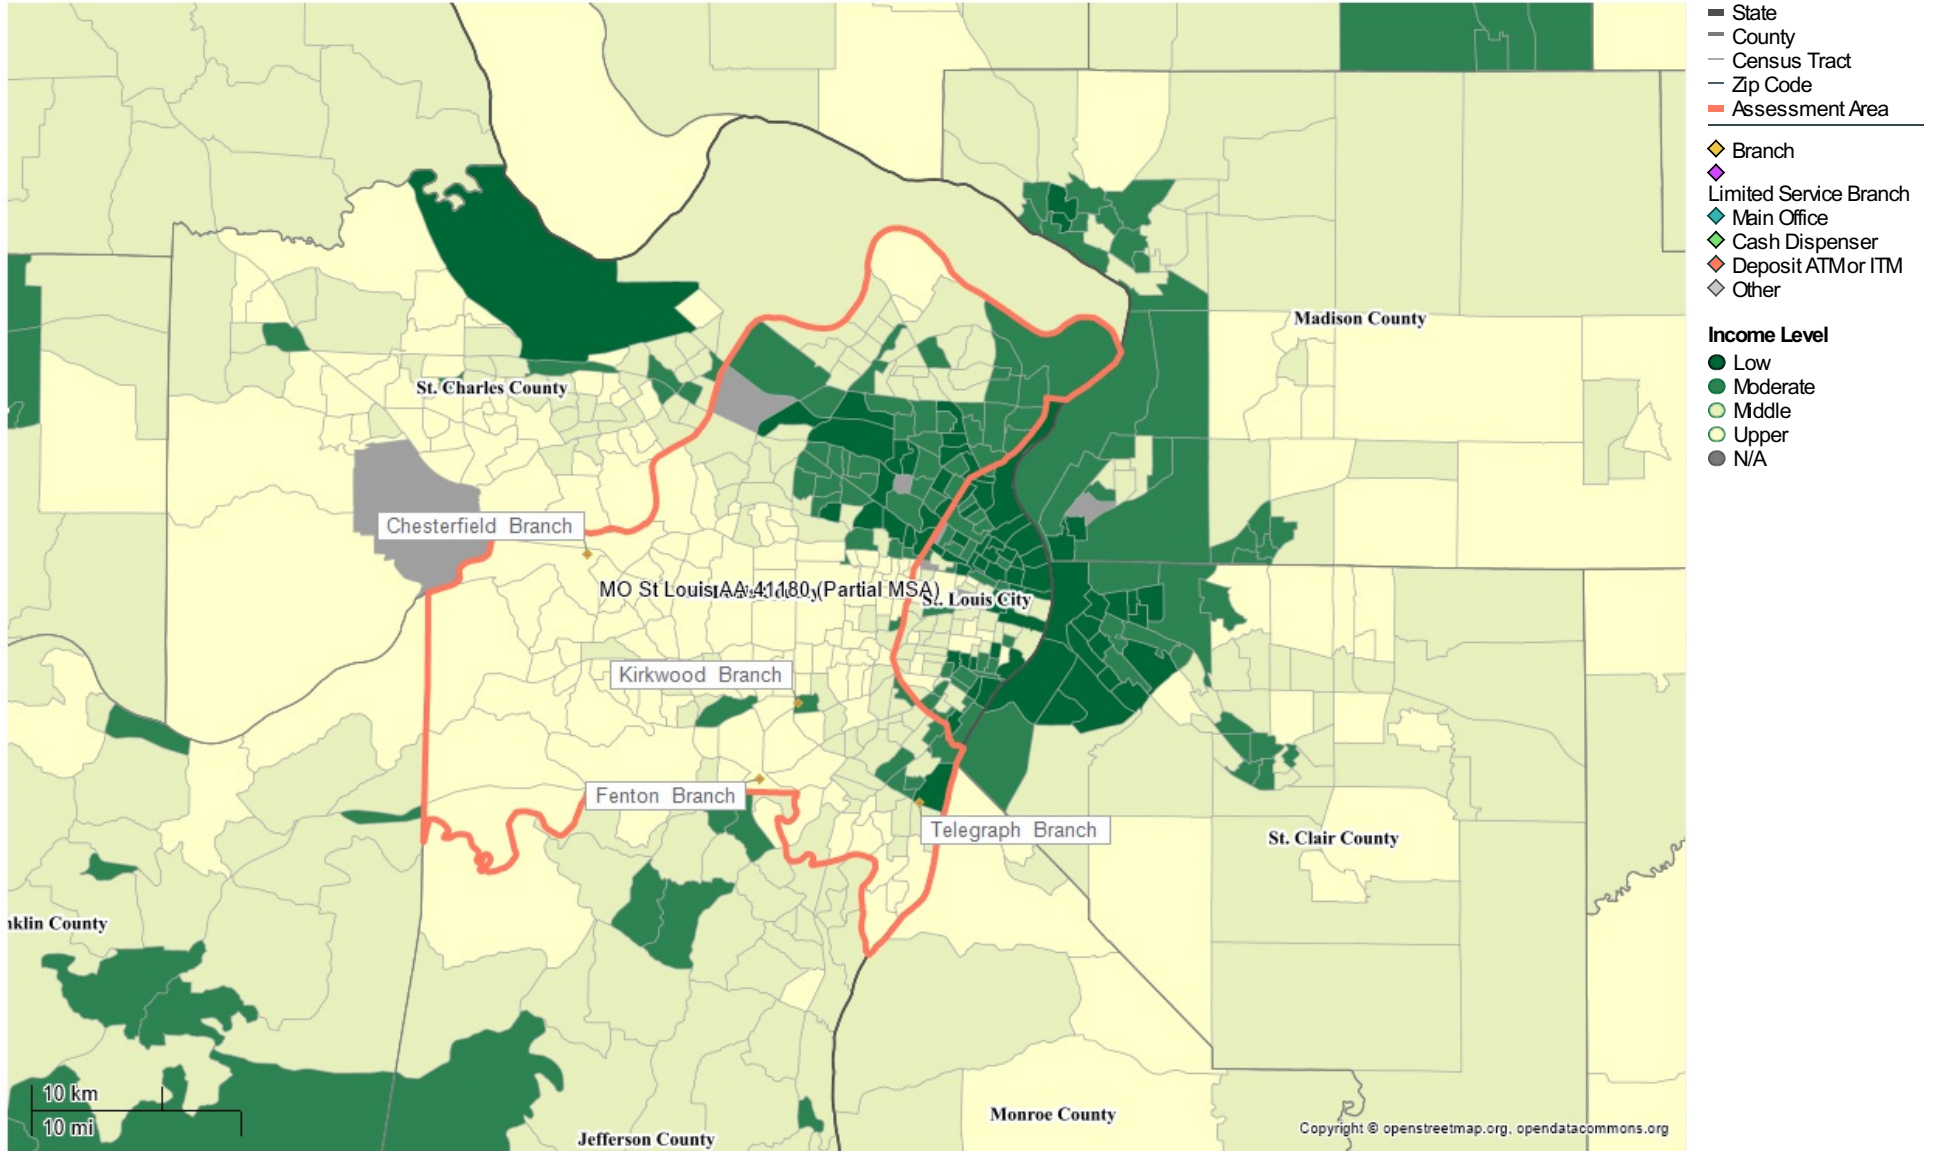 State
County
Census Tract
Zip Code
Assessment Area
Branch
Limited Service Branch
Main Office
Cash Dispenser
Deposit ATM or ITM
Other
Income Level
Low
Moderate
Middle
Upper
N/A
Madison County
St. Charles County
Chesterfield Branch
MO St Louis AA 41180 (Partial MSA)
St. Louis City
Kirkwood Branch
Fenton Branch
Telegraph Branch
St. Clair County
nklin County
10 km
10 mi
Monroe County
Jefferson County
Copyright © openstreetmap.org, opendatacommons.org